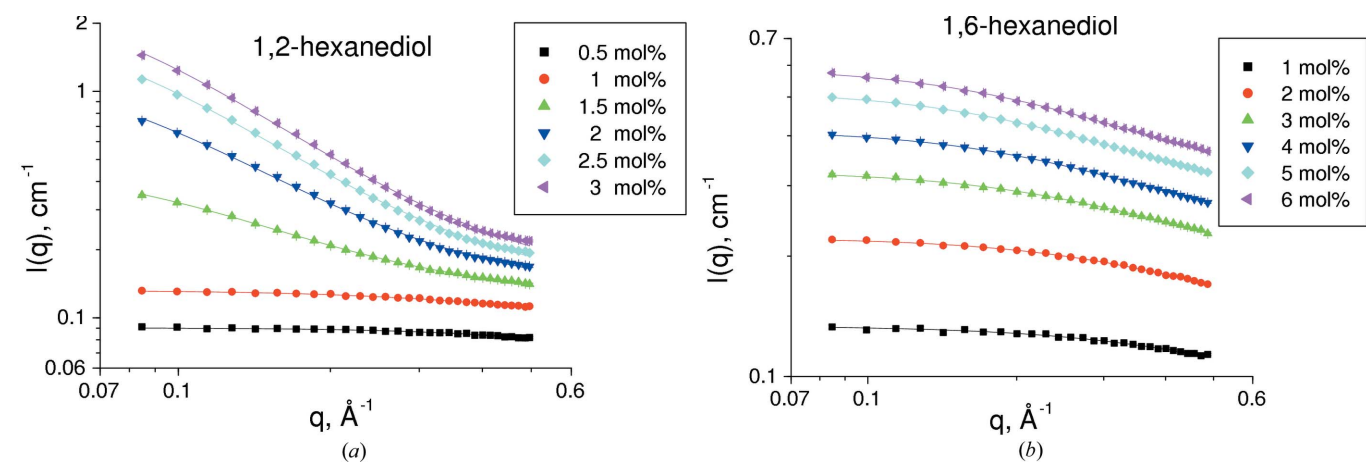 1,2-hexanediol
2
1
0.1
0.06
I(q), cm-1
0.07
0.1
0.6
q, Å-1
0.5 mol%
1 mol%
1.5 mol%
2 mol%
2.5 mol%
3 mol%
(a)
1,6-hexanediol
0.7
0.1
I(q), cm-1
0.07
0.1
0.6
q, Å-1
1 mol%
2 mol%
3 mol%
4 mol%
5 mol%
6 mol%
(b)